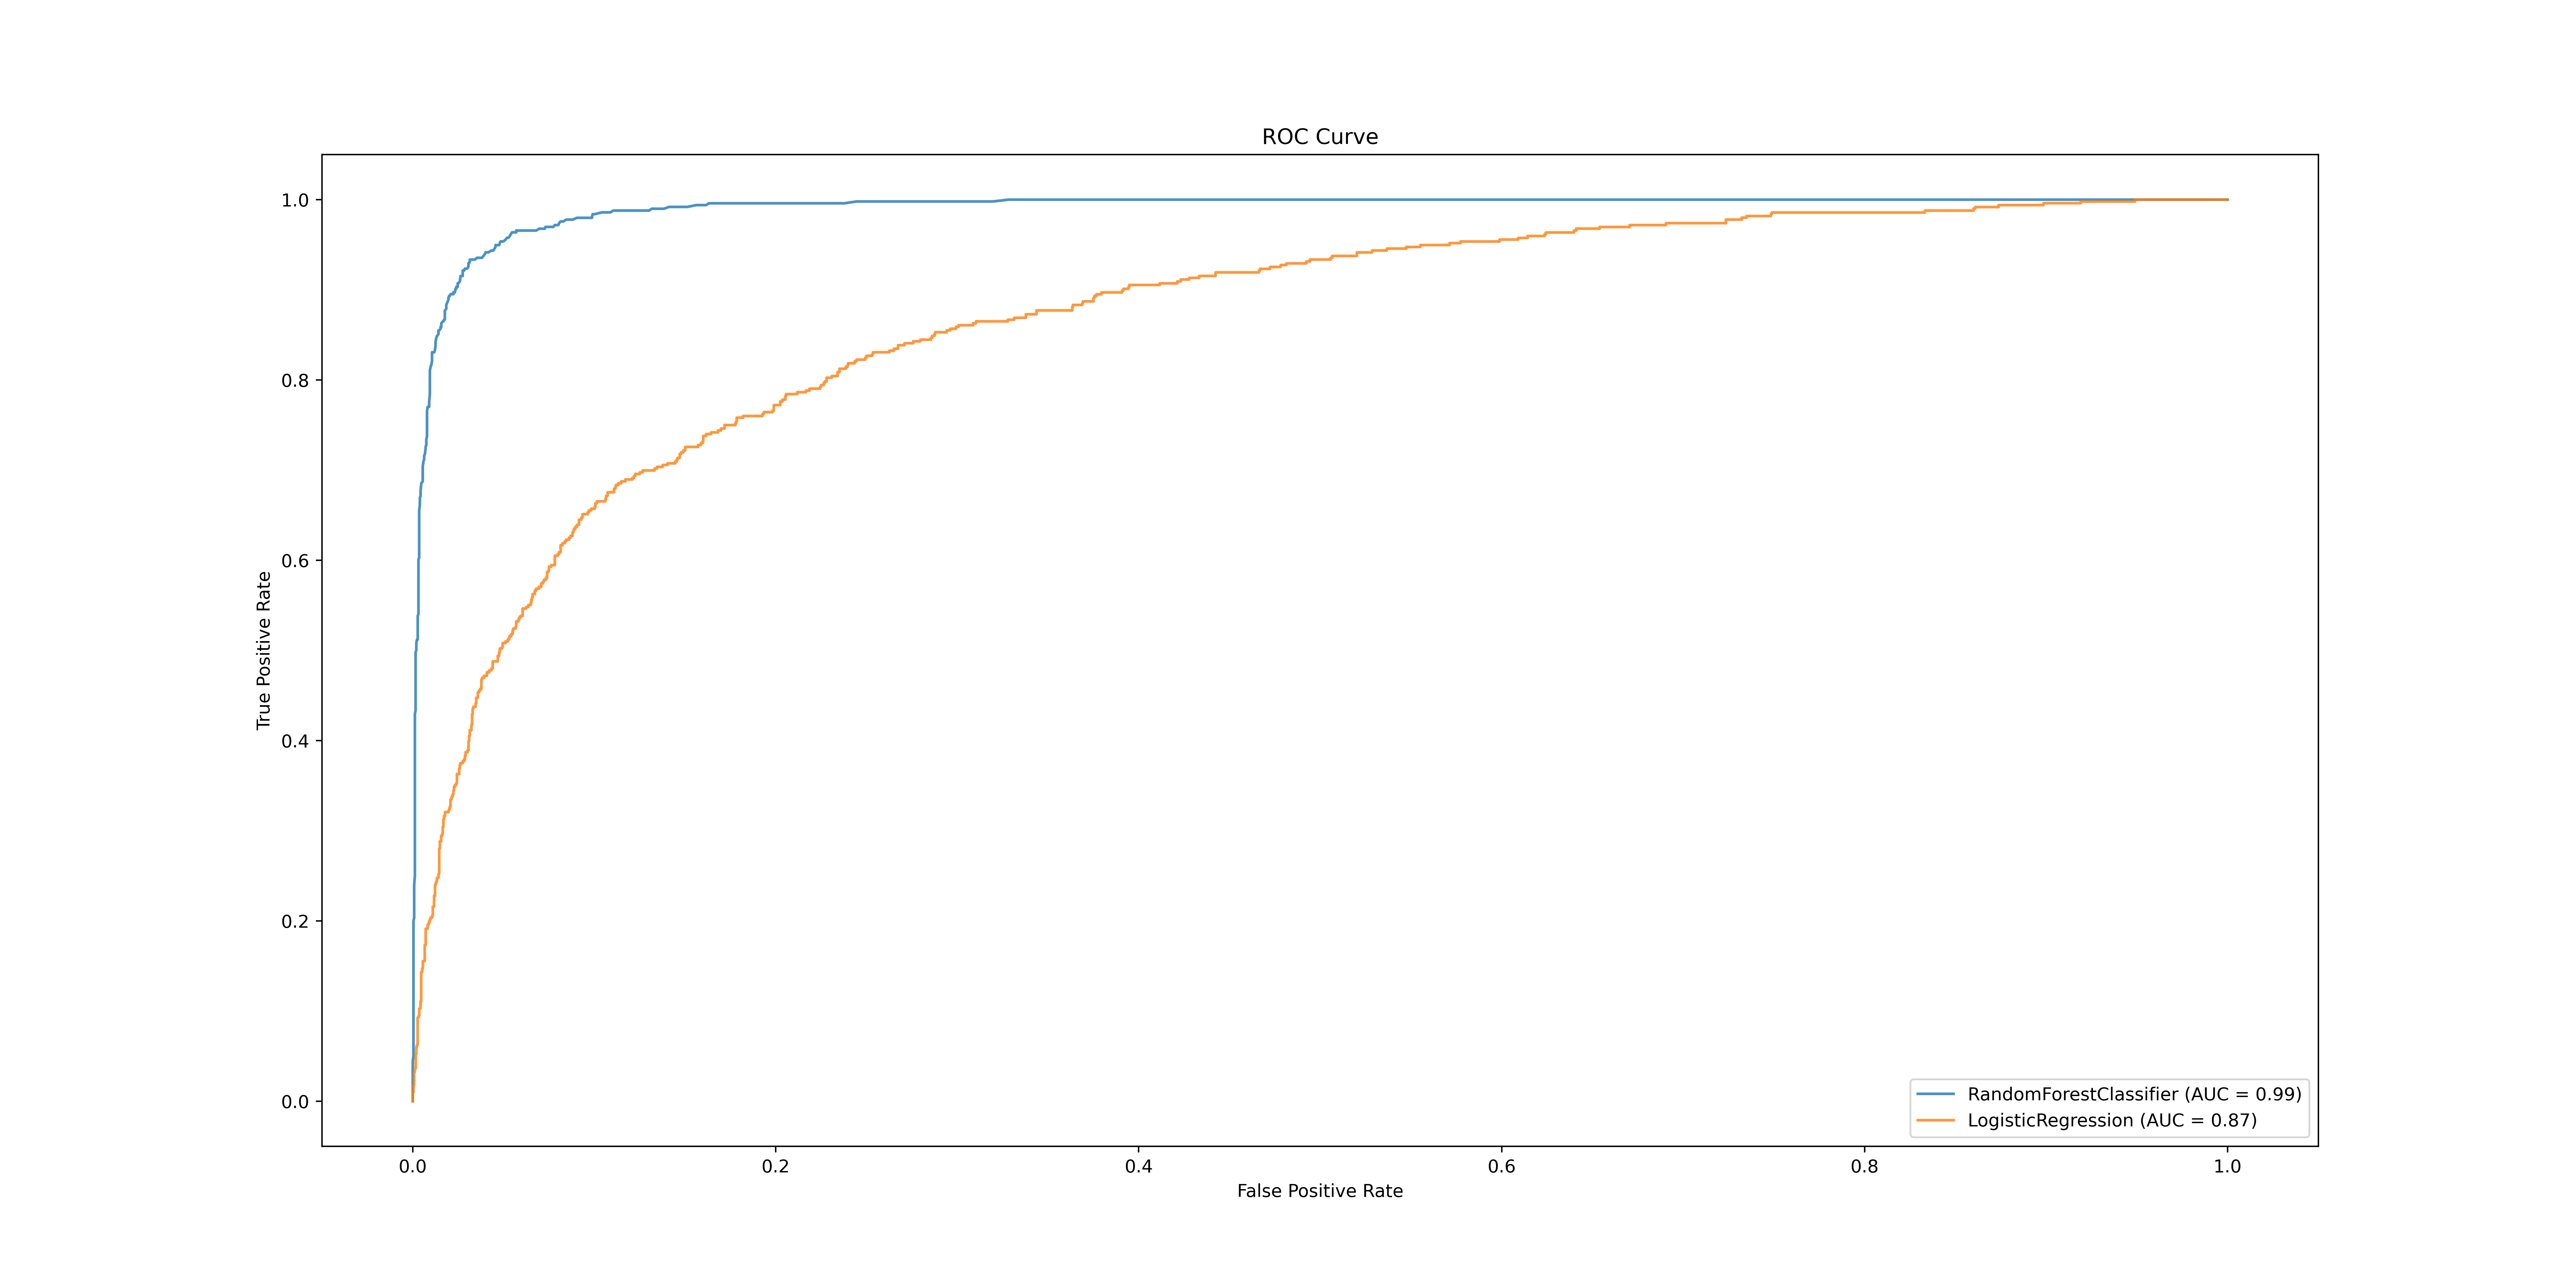 ROC Curve
1.0
0.8
0.6
0.4
0.2
0.0
True Positive Rate
0.0 0.2 0.4 0.6 0.8 1.0
False Positive Rate
RandomForestClassifier (AUC = 0.99)
LogisticRegression (AUC = 0.87)